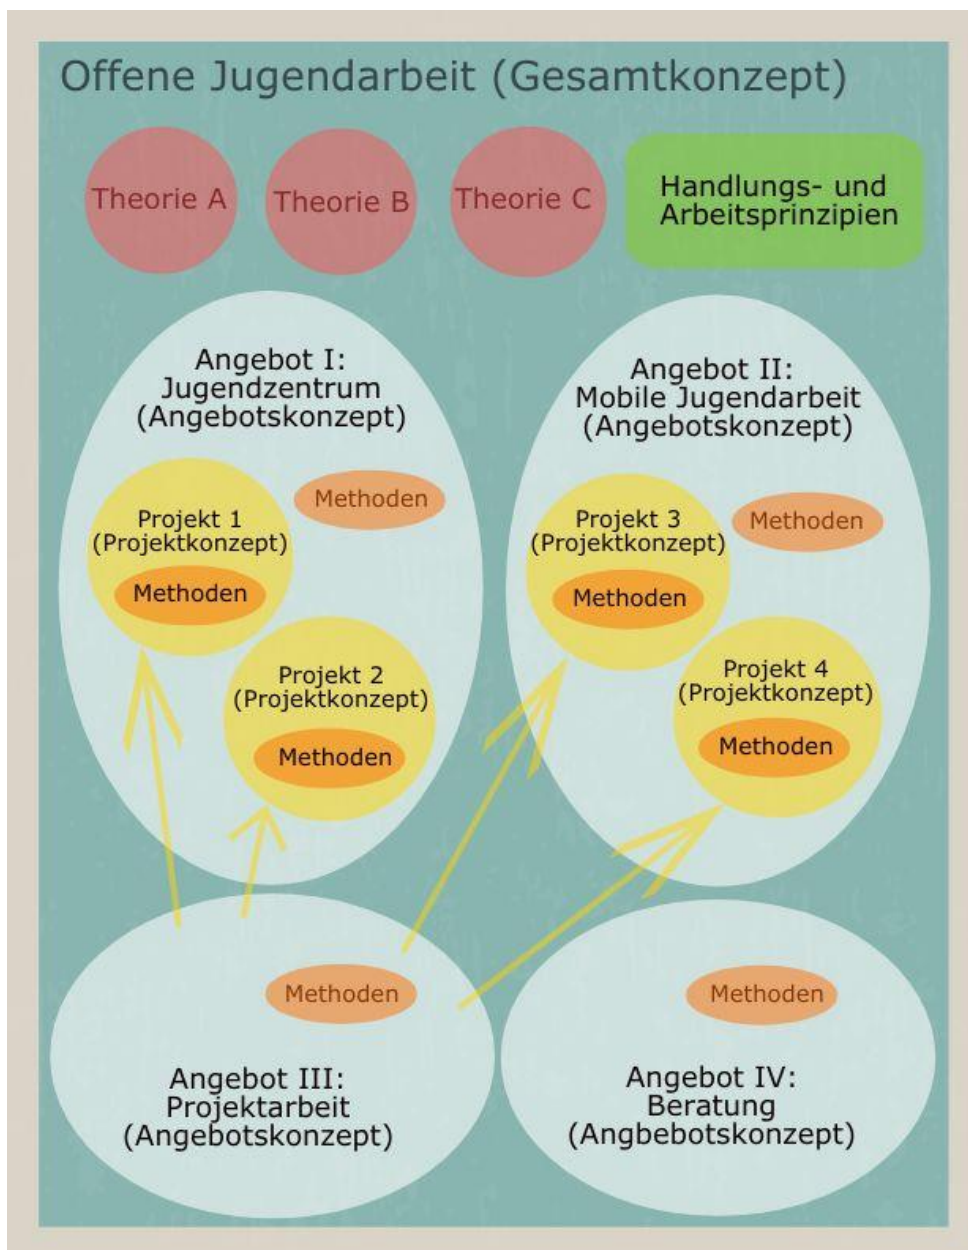 Offene Jugendarbeit (Gesamtkonzept)
Theorie A
Theorie B
Theorie C
Handlungs- und
Arbeitsprinzipien
Angebot I:
Jugendzentrum
(Angebotskonzept)
Projekt 1
(Projektkonzept)
Methoden
Methoden
Projekt 2
(Projektkonzept)
Methoden
Angebot II:
Mobile Jugendarbeit
(Angebotskonzept)
Projekt 3
(Projektkonzept)
Methoden
Methoden
Projekt 4
(Projektkonzept)
Methoden
Methoden
Angebot III:
Projektarbeit
(Angebotskonzept)
Methoden
Angebot IV:
Beratung
(Angbebotskonzept)